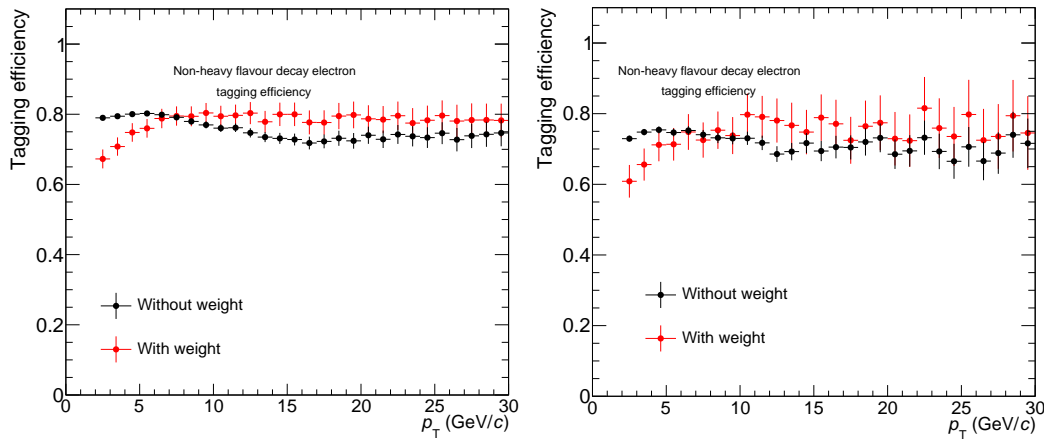 Tagging efficiency
1
0.8
0.6
0.4
0.2
0
Non-heavy flavour decay electron
tagging efficiency
Without weight
With weight
0 5 10 15 20 25 30
p_T (GeV/c)
Tagging efficiency
1
0.8
0.6
0.4
0.2
0
Non-heavy flavour decay electron
tagging efficiency
Without weight
With weight
0 5 10 15 20 25 30
p_T (GeV/c)